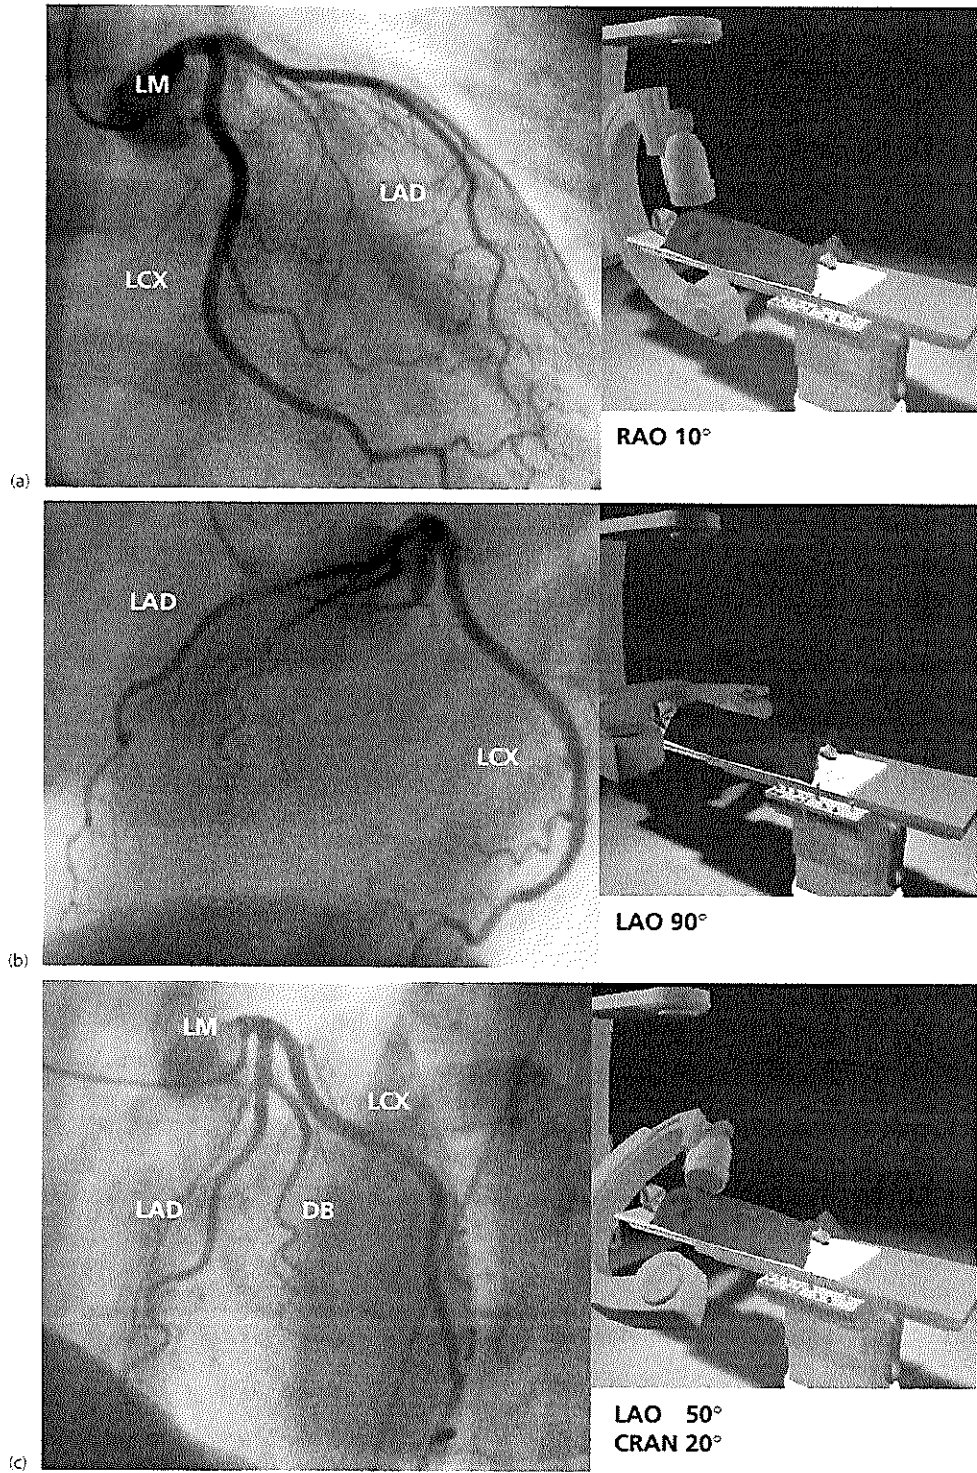 LM
LAD
LCX
RAO 10°
(a)
LAD
LCX
LAO 90°
(b)
LM
LCX
LAD
DB
LAO 50°
CRAN 20°
(c)